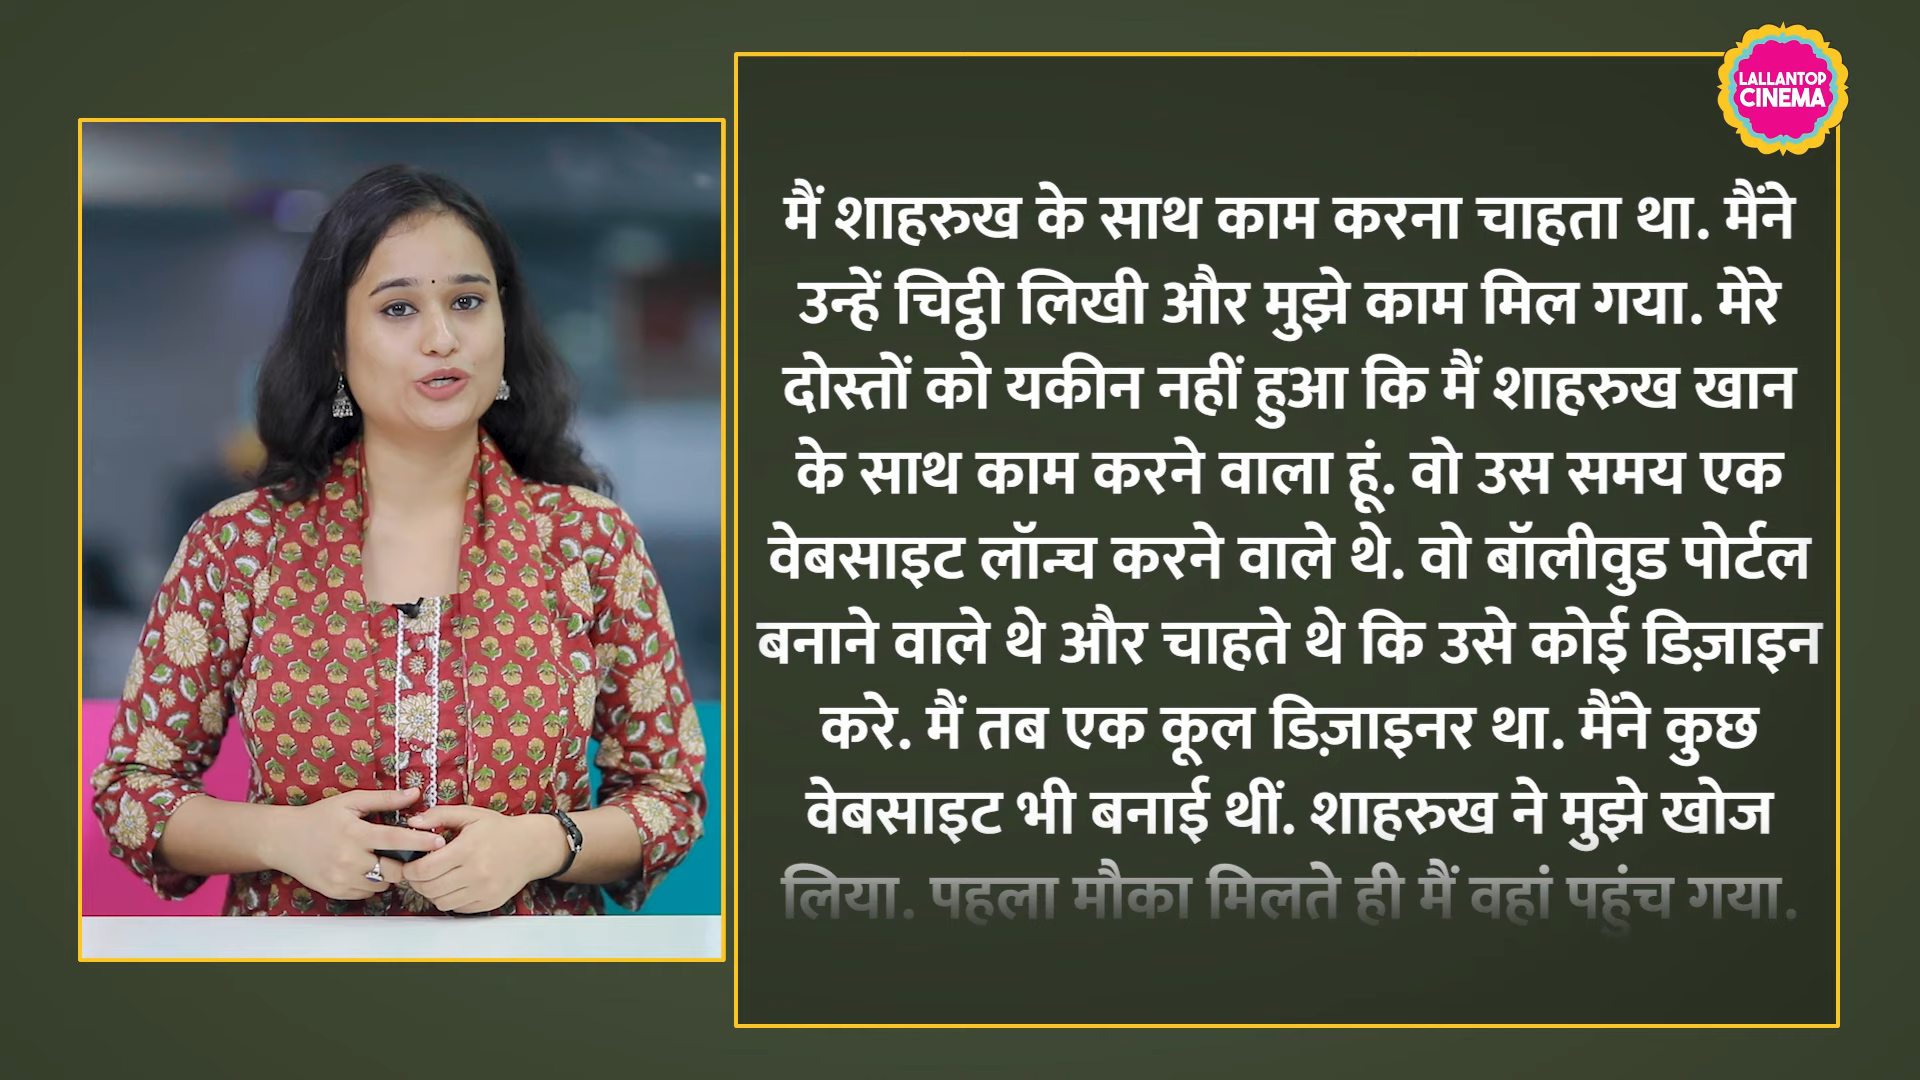 LALLANTOP
CINEMA
मैं शाहरुख के साथ काम करना चाहता था. मैंने
उन्हें चिट्ठी लिखी और मुझे काम मिल गया. मेरे
दोस्तों को यकीन नहीं हुआ कि मैं शाहरुख खान
के साथ काम करने वाला हूं. वो उस समय एक
वेबसाइट लॉन्च करने वाले थे. वो बॉलीवुड पोर्टल
बनाने वाले थे और चाहते थे कि उसे कोई डिज़ाइन
करे. मैं तब एक कूल डिज़ाइनर था. मैंने कुछ
वेबसाइट भी बनाई थीं. शाहरुख ने मुझे खोज
लिया. पहला मौका मिलते ही मैं वहां पहुंच गया.